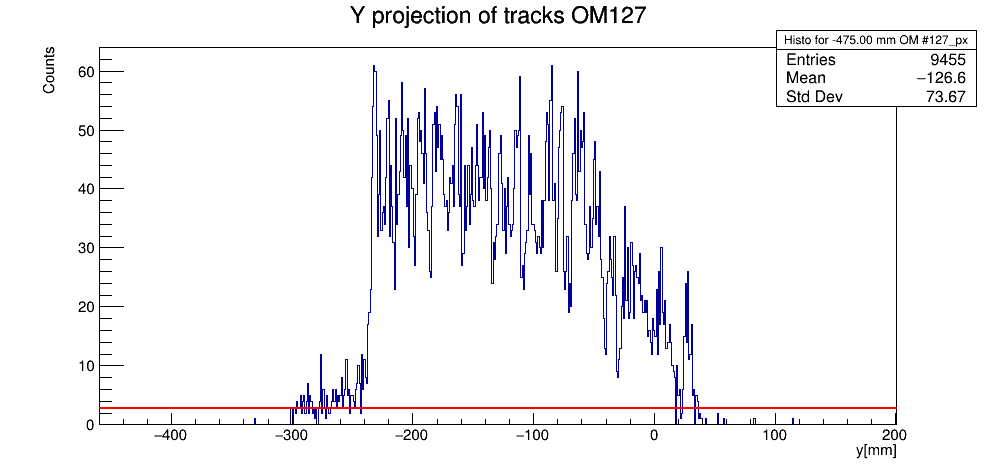 Y projection of tracks OM127
Histo for -475.00 mm OM #127_px
Entries 9455
Mean −126.6
Std Dev 73.67
Counts
60
50
40
30
20
10
0
−400 −300 −200 −100 0 100 200
y[mm]